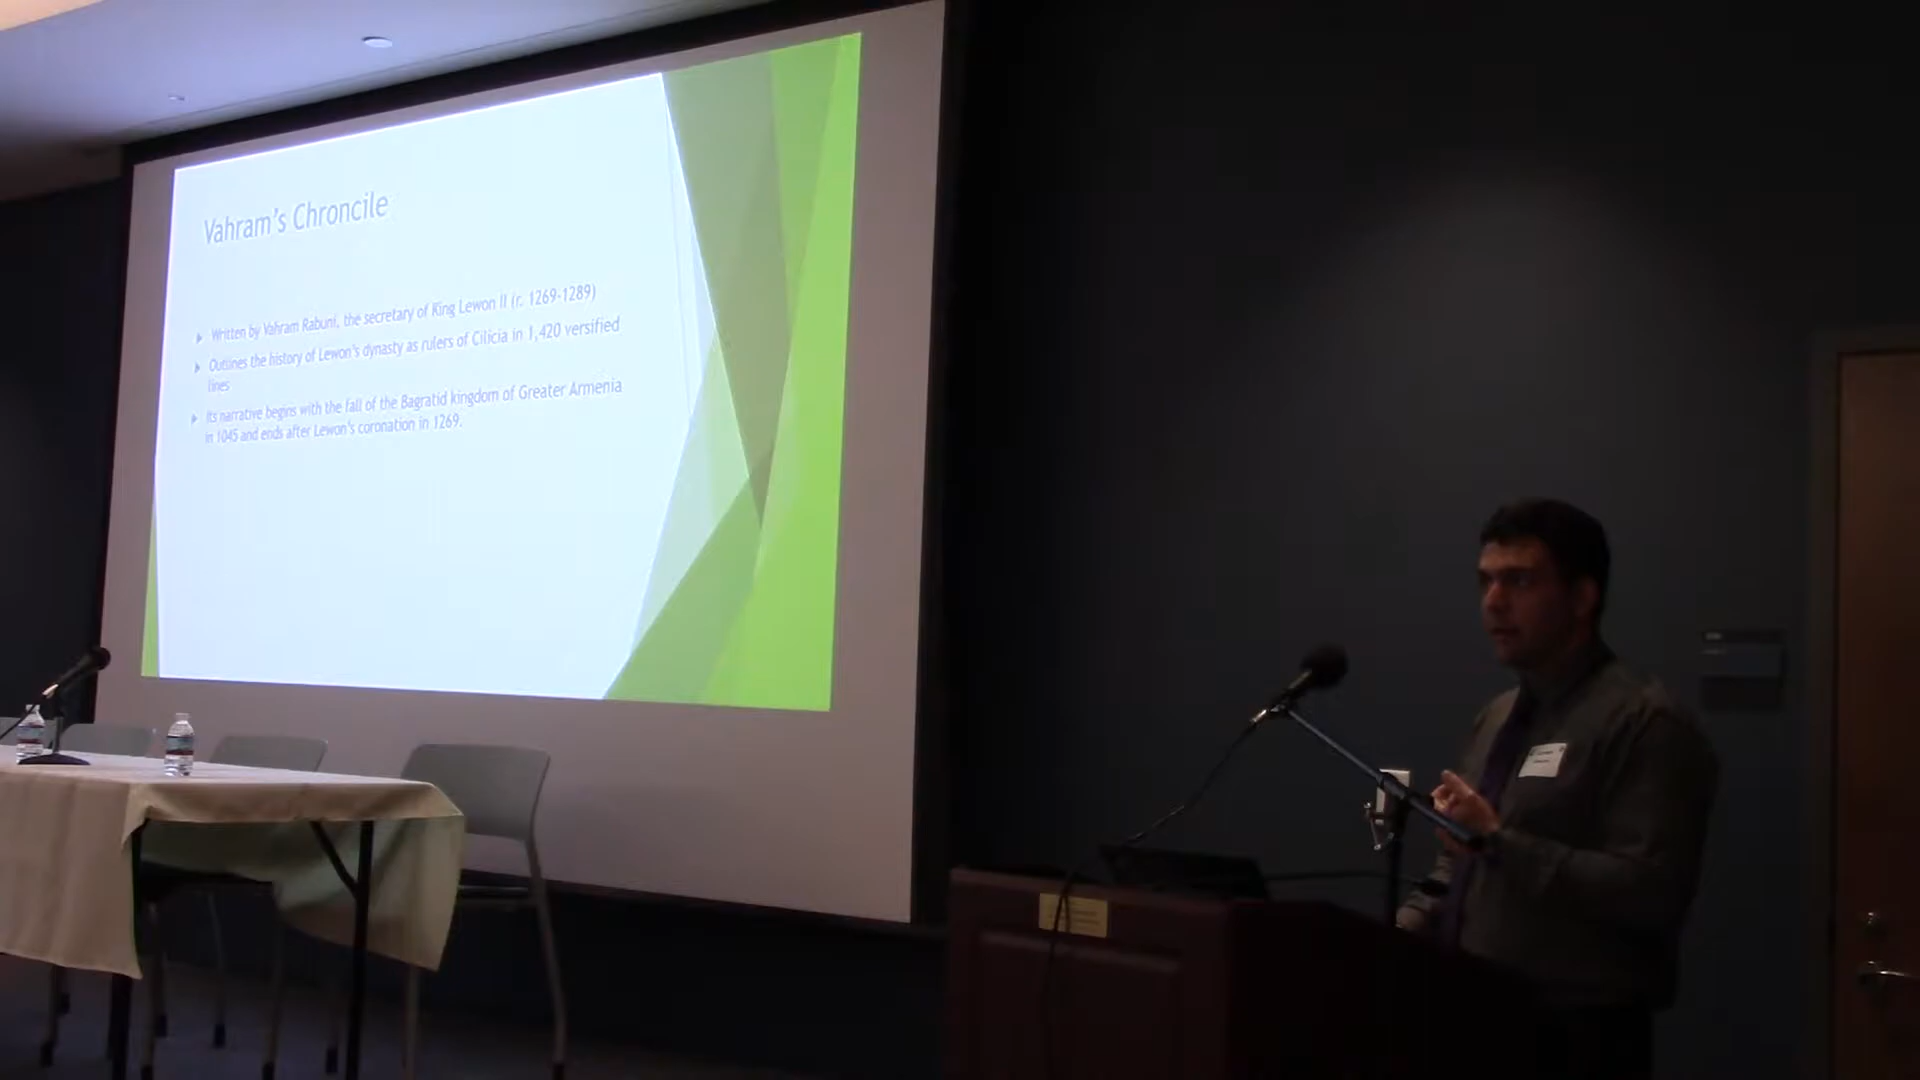 Vahram's Chroncile
Written by Vahram Rabuni, the secretary of King Lewon II (r. 1269-1289)
Outlines the history of Lewon's dynasty as rulers of Cilicia in 1,420 versified
lines
Its narrative begins with the fall of the Bagratid kingdom of Greater Armenia
in 1045 and ends after Lewon's coronation in 1269.